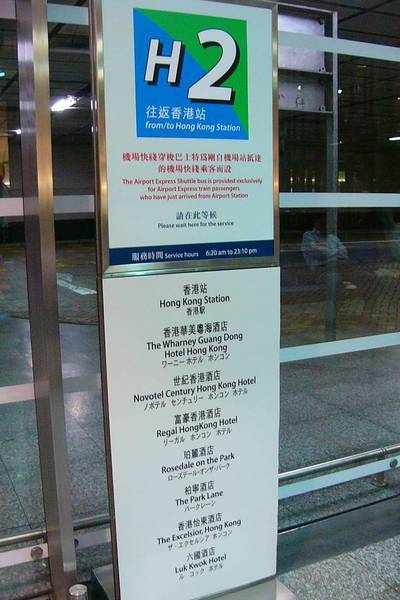 H2
往返香港站
from/to Hong Kong Station
機場快綫穿梭巴士特為剛自機場站抵達
的機場快綫乘客而設
The Airport Express Shuttle bus is provided exclusively
for Airport Express train passengers
who have just arrived from Airport Station
請在此等候
Please wait here for the service
服務時間 Service hours 6:20 am to 23:10 pm
香港站
Hong Kong Station
香港駅
香港華美粵海酒店
The Wharney Guang Dong
Hotel Hong Kong
ワーニー ホテル ホンコン
世紀香港酒店
Novotel Century Hong Kong Hotel
ノボテル センチュリー ホンコン ホテル
富豪香港酒店
Regal HongKong Hotel
リーガル ホンコン ホテル
珀麗酒店
Rosedale on the Park
ローズデール・オンザ・パーク
柏寧酒店
The Park Lane
パークレーン
香港怡東酒店
The Excelsior, Hong Kong
ザ・エクセルシア ホンコン
六國酒店
Luk Kwok Hotel
ル コック ホテル